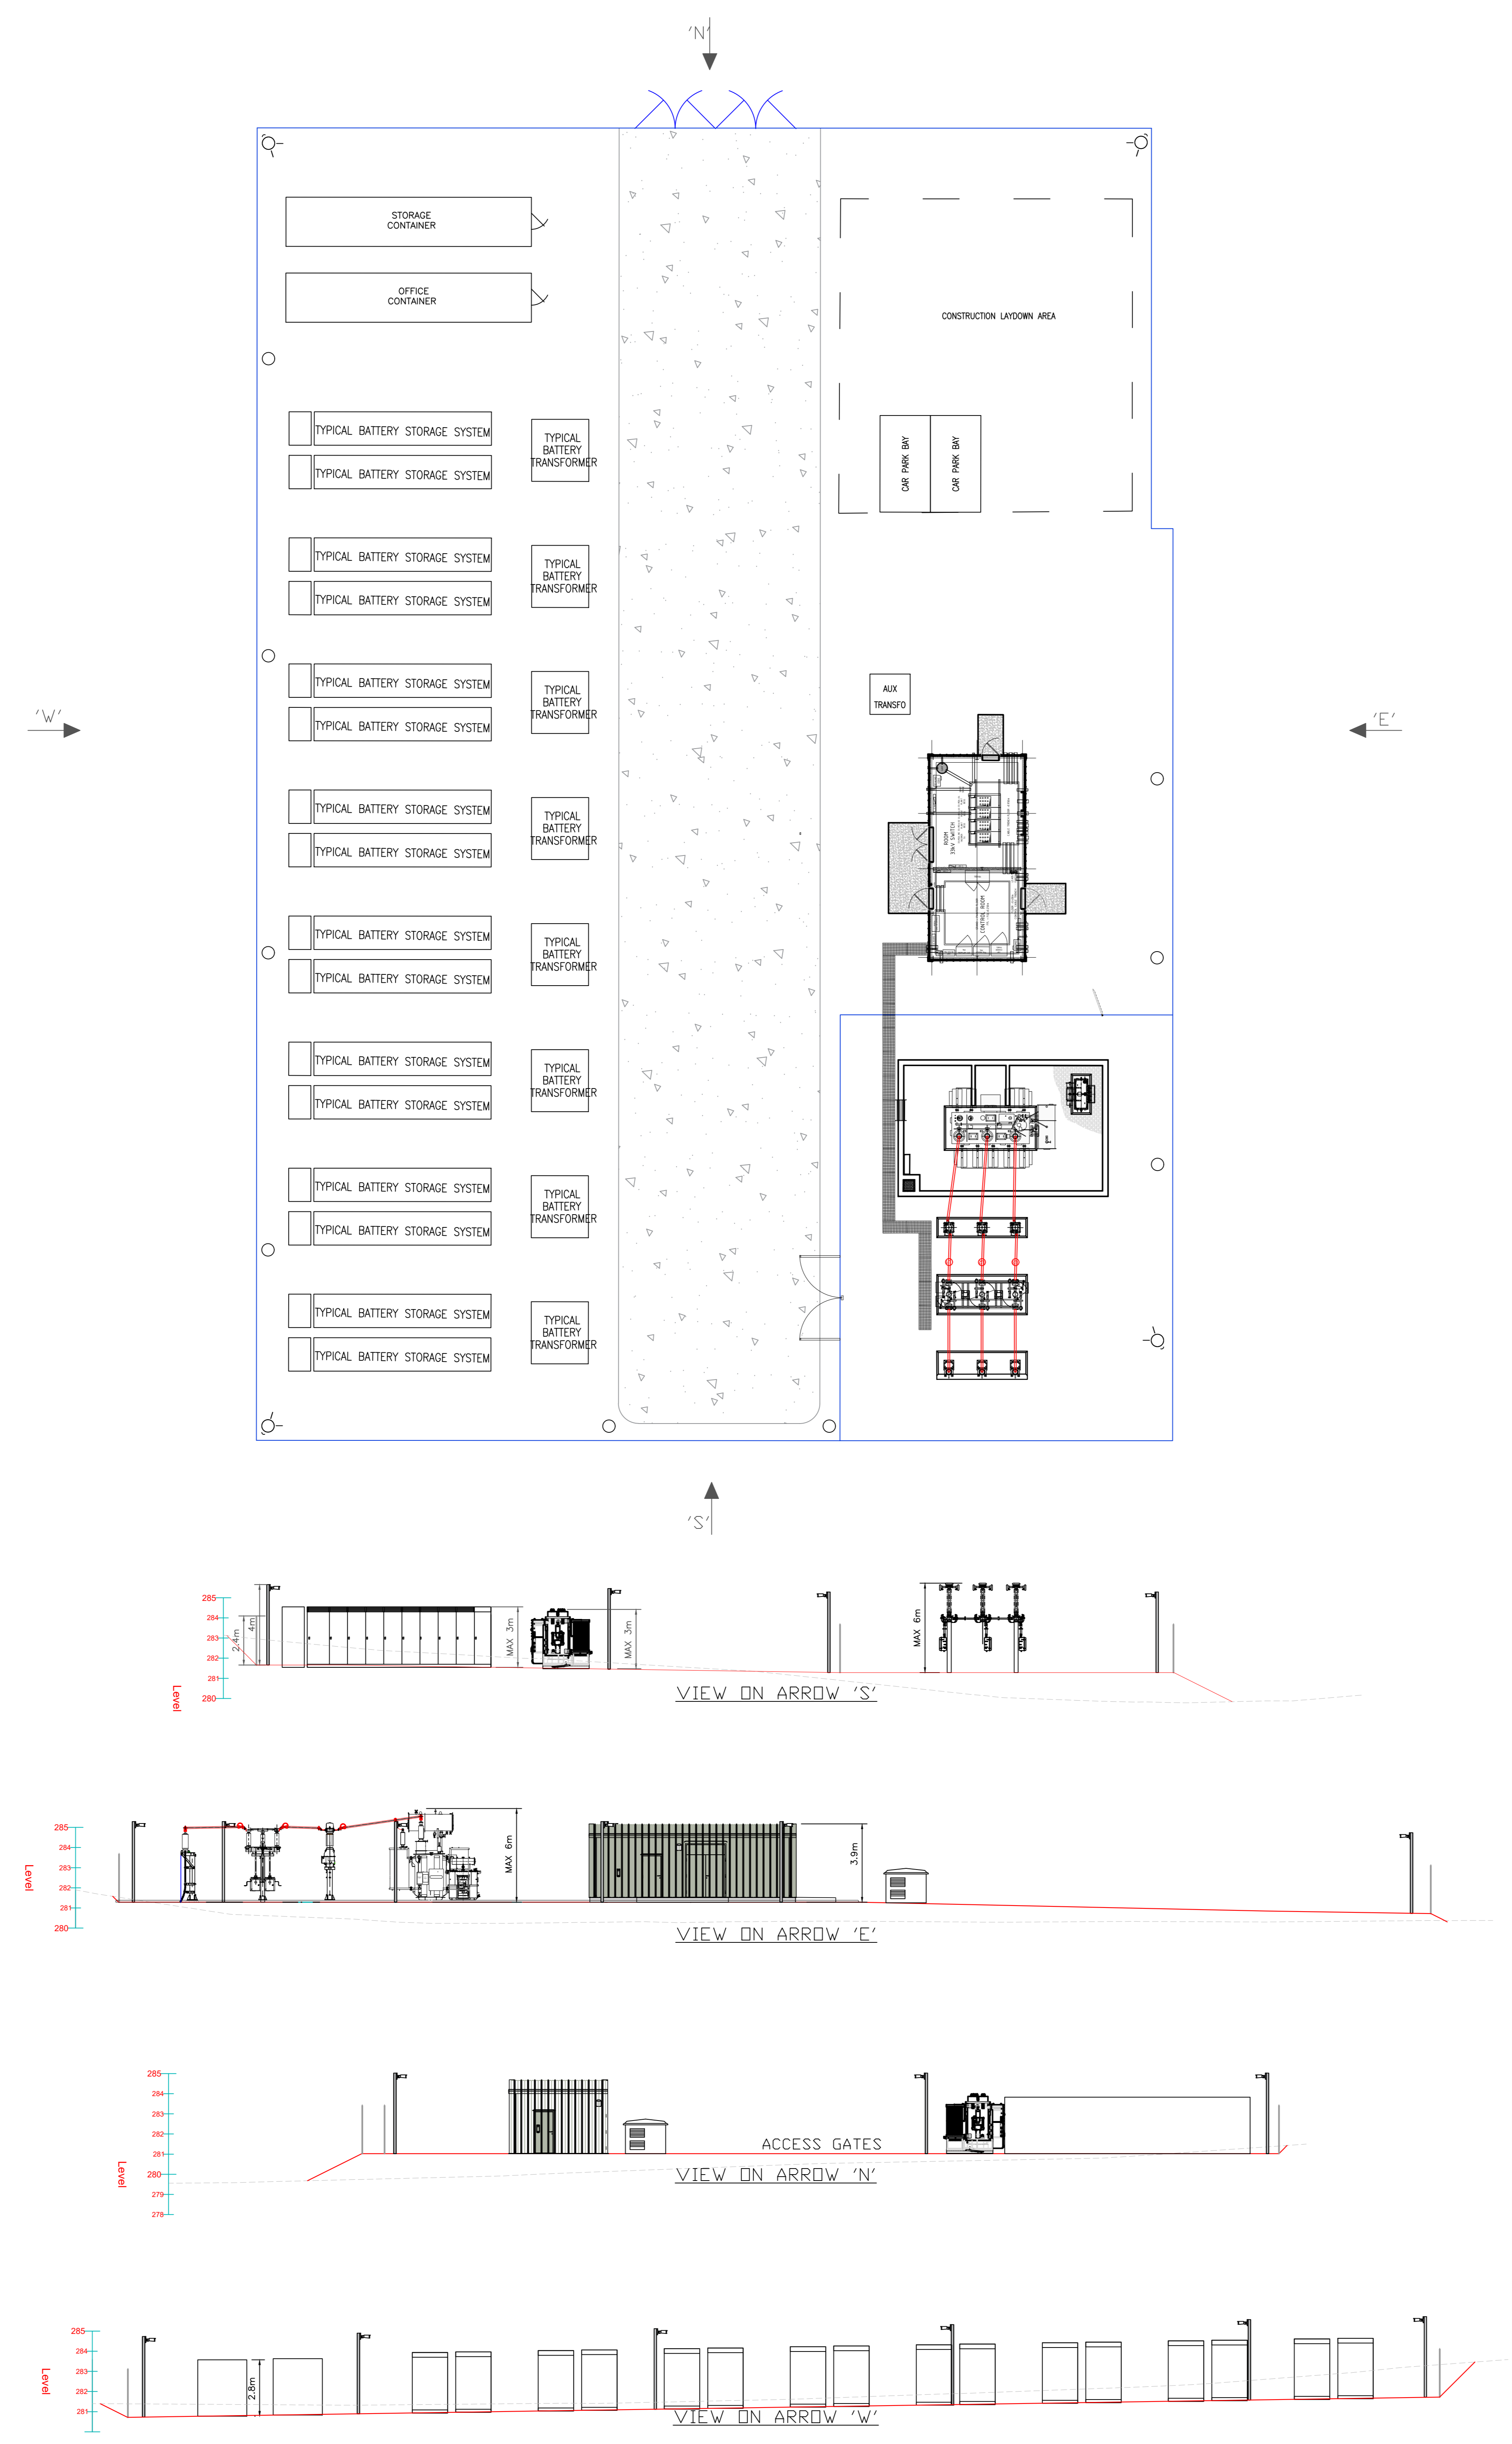 'N'
STORAGE
CONTAINER
OFFICE
CONTAINER
CONSTRUCTION LAYDOWN AREA
CAR PARK BAY
CAR PARK BAY
TYPICAL BATTERY STORAGE SYSTEM
TYPICAL BATTERY STORAGE SYSTEM
TYPICAL
BATTERY
TRANSFORMER
TYPICAL BATTERY STORAGE SYSTEM
TYPICAL BATTERY STORAGE SYSTEM
TYPICAL
BATTERY
TRANSFORMER
TYPICAL BATTERY STORAGE SYSTEM
TYPICAL BATTERY STORAGE SYSTEM
TYPICAL
BATTERY
TRANSFORMER
AUX
TRANSFO
'W'
'E'
TYPICAL BATTERY STORAGE SYSTEM
TYPICAL BATTERY STORAGE SYSTEM
TYPICAL
BATTERY
TRANSFORMER
33kV SWITCH
ROOM
CONTROL ROOM
TYPICAL BATTERY STORAGE SYSTEM
TYPICAL BATTERY STORAGE SYSTEM
TYPICAL
BATTERY
TRANSFORMER
TYPICAL BATTERY STORAGE SYSTEM
TYPICAL BATTERY STORAGE SYSTEM
TYPICAL
BATTERY
TRANSFORMER
TYPICAL BATTERY STORAGE SYSTEM
TYPICAL BATTERY STORAGE SYSTEM
TYPICAL
BATTERY
TRANSFORMER
TYPICAL BATTERY STORAGE SYSTEM
TYPICAL BATTERY STORAGE SYSTEM
TYPICAL
BATTERY
TRANSFORMER
'S'
285
284
283
282
281
280
Level
2.4m
4m
MAX 3m
MAX 3m
MAX 6m
VIEW ON ARROW 'S'
285
284
283
282
281
280
Level
MAX 6m
3.9m
VIEW ON ARROW 'E'
285
284
283
282
281
280
279
278
Level
ACCESS GATES
VIEW ON ARROW 'N'
285
284
283
282
281
Level
2.8m
VIEW ON ARROW 'W'